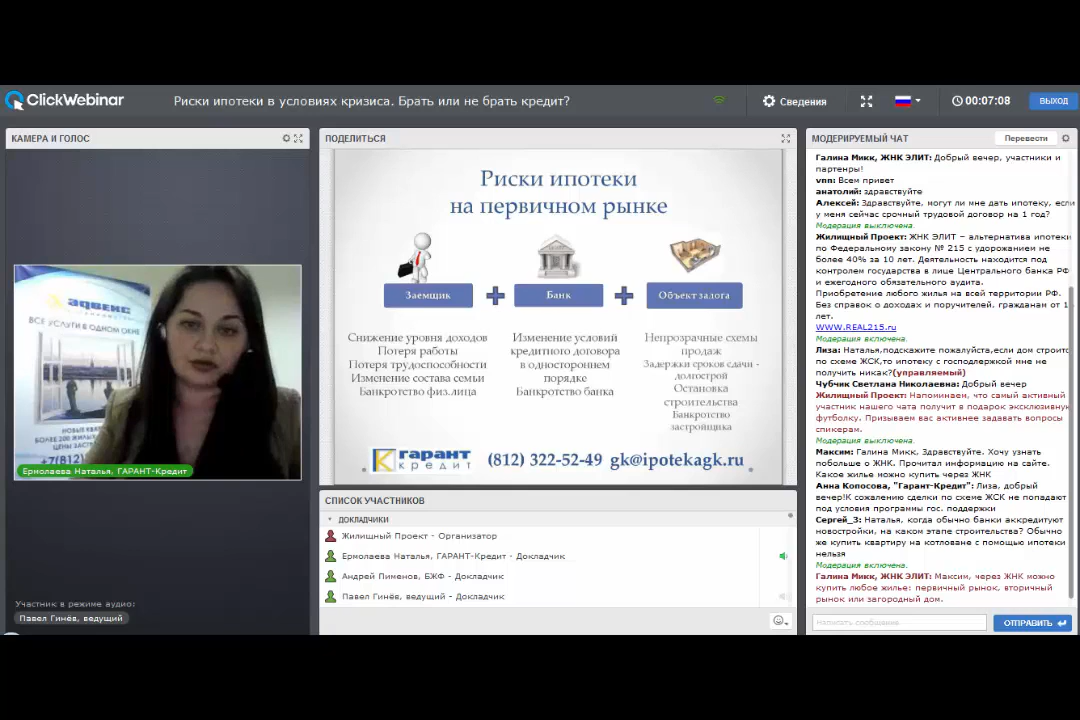 ClickWebinar
Риски ипотеки в условиях кризиса. Брать или не брать кредит?
Сведения
00:07:08
ВЫХОД
КАМЕРА И ГОЛОС
адвекс
ВСЕ УСЛУГИ В ОДНОМ ОКНЕ
+7(812)
Ермолаева Наталья, ГАРАНТ-Кредит
Участник в режиме аудио:
Павел Гинёв, ведущий
ПОДЕЛИТЬСЯ
Риски ипотеки
на первичном рынке
Заемщик
Банк
Объект залога
Снижение уровня доходов
Потеря работы
Потеря трудоспособности
Изменение состава семьи
Банкротство физ.лица
Изменение условий
кредитного договора
в одностороннем
порядке
Банкротство банка
Непрозрачные схемы
продаж
Задержки сроков сдачи -
долгострой
Остановка
строительства
Банкротство
застройщика
гарант
кредит
(812) 322-52-49 gk@ipotekagk.ru
СПИСОК УЧАСТНИКОВ
ДОКЛАДЧИКИ
Жилищный Проект - Организатор
Ермолаева Наталья, ГАРАНТ-Кредит - Докладчик
Андрей Пименов, БЖФ - Докладчик
Павел Гинёв, ведущий - Докладчик
МОДЕРИРУЕМЫЙ ЧАТ
Перевести
Галина Микк, ЖНК ЭЛИТ: Добрый вечер, участники и
партенры!
vnn: Всем привет
анатолий: здравствуйте
Алексей: Здравствуйте, могут ли мне дать ипотеку, если
у меня сейчас срочный трудовой договор на 1 год?
Модерация выключена.
Жилищный Проект: ЖНК ЭЛИТ – альтернатива ипотеки
по Федеральному закону № 215 с удорожанием не
более 40% за 10 лет. Деятельность находится под
контролем государства в лице Центрального банка РФ
и ежегодного обязательного аудита.
Приобретение любого жилья на всей территории РФ.
Без справок о доходах и поручителей, гражданам от 1
лет.
WWW.REAL215.ru
Модерация включена.
Лиза: Наталья,подскажите пожалуйста,если дом строитс
по схеме ЖСК,то ипотеку с господдержкой мне не
получить никак?(управляемый)
Чубчик Светлана Николаевна: Добрый вечер
Жилищный Проект: Напоминаем, что самый активный
участник нашего чата получит в подарок эксклюзивную
футболку. Призываем вас активнее задавать вопросы
спикерам.
Модерация выключена.
Максим: Галина Микк, Здравствуйте. Хочу узнать
побольше о ЖНК. Прочитал информацию на сайте.
Какое жилье можно купить через ЖНК
Анна Копосова, "Гарант-Кредит": Лиза, добрый
вечер!К сожалению сделки по схеме ЖСК не попадают
под условия программы гос. поддержки
Сергей_З: Наталья, когда обычно банки аккредитуют
новостройки, на каком этапе строительства? Обычно
же купить квартиру на котловане с помощью ипотеки
нельзя
Модерация включена.
Галина Микк, ЖНК ЭЛИТ: Максим, через ЖНК можно
купить любое жилье: первичный рынок, вторичный
рынок или загородный дом.
Написать сообщение
ОТПРАВИТЬ